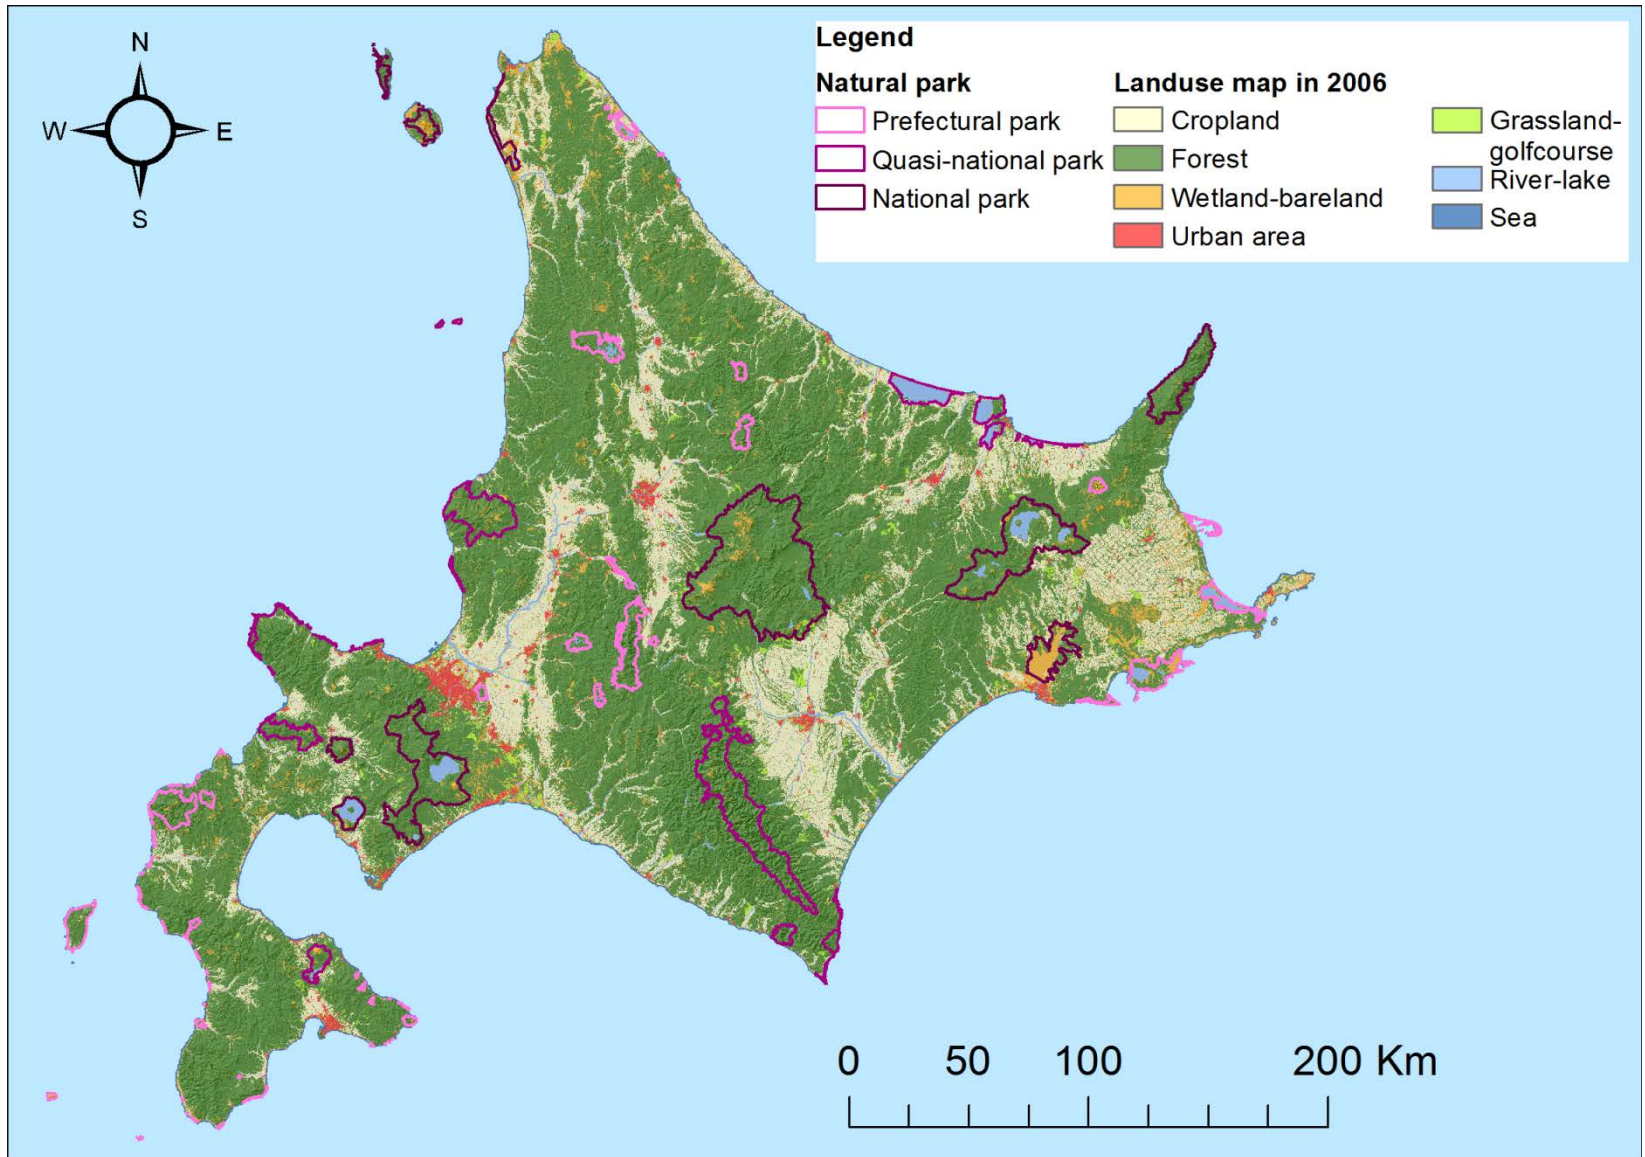 N
W E
S
Legend
Natural park
Prefectural park
Quasi-national park
National park
Landuse map in 2006
Cropland
Forest
Wetland-bareland
Urban area
Grassland-
golfcourse
River-lake
Sea
0 50 100 200 Km